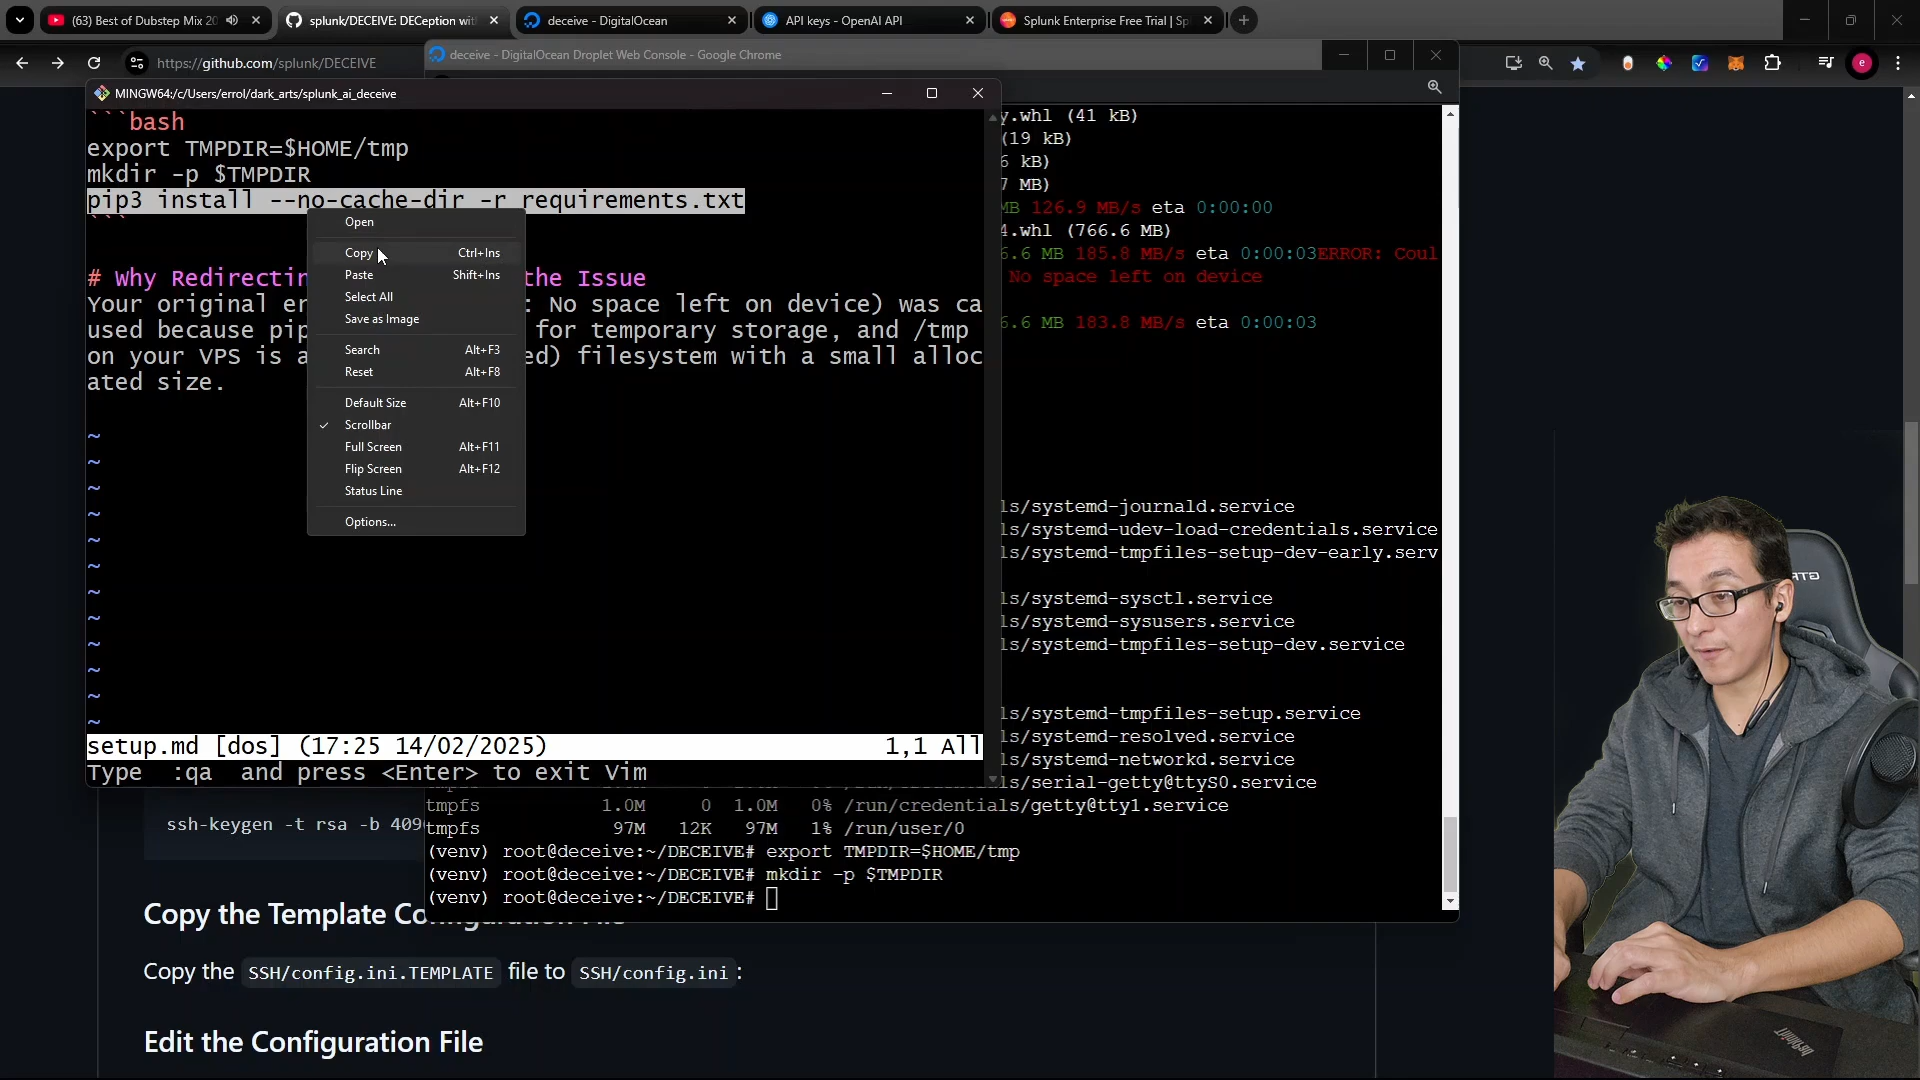 (63) Best of Dubstep Mix 20
splunk/DECEIVE: DECeption wit
deceive - DigitalOcean
API keys - OpenAI API
Splunk Enterprise Free Trial | Sp
https://github.com/splunk/DECEIVE
deceive - DigitalOcean Droplet Web Console - Google Chrome
e
MINGW64:/c/Users/errol/dark_arts/splunk_ai_deceive
```bash
export TMPDIR=$HOME/tmp
mkdir -p $TMPDIR
pip3 install --no-cache-dir -r requirements.txt
```
# Why Redirectin
the Issue
Your original er
: No space left on device) was ca
used because pip
for temporary storage, and /tmp
on your VPS is a
ed) filesystem with a small alloc
ated size.
~
~
~
~
~
~
~
~
~
~
~
~
setup.md [dos] (17:25 14/02/2025)
1,1 All
Type :qa and press <Enter> to exit Vim
Open
Copy Ctrl+Ins
Paste Shift+Ins
Select All
Save as Image
Search Alt+F3
Reset Alt+F8
Default Size Alt+F10
✓ Scrollbar
Full Screen Alt+F11
Flip Screen Alt+F12
Status Line
Options...
y.whl (41 kB)
(19 kB)
6 kB)
7 MB)
MB 126.9 MB/s eta 0:00:00
4.whl (766.6 MB)
6.6 MB 185.8 MB/s eta 0:00:03ERROR: Coul
No space left on device
6.6 MB 183.8 MB/s eta 0:00:03
ls/systemd-journald.service
ls/systemd-udev-load-credentials.service
ls/systemd-tmpfiles-setup-dev-early.serv
ls/systemd-sysctl.service
ls/systemd-sysusers.service
ls/systemd-tmpfiles-setup-dev.service
ls/systemd-tmpfiles-setup.service
ls/systemd-resolved.service
ls/systemd-networkd.service
ls/serial-getty@ttyS0.service
tmpfs 1.0M 0 1.0M 0% /run/credentials/getty@tty1.service
tmpfs 97M 12K 97M 1% /run/user/0
(venv) root@deceive:~/DECEIVE# export TMPDIR=$HOME/tmp
(venv) root@deceive:~/DECEIVE# mkdir -p $TMPDIR
(venv) root@deceive:~/DECEIVE#
ssh-keygen -t rsa -b 409
Copy the Template Configuration File
Copy the SSH/config.ini.TEMPLATE file to SSH/config.ini :
Edit the Configuration File